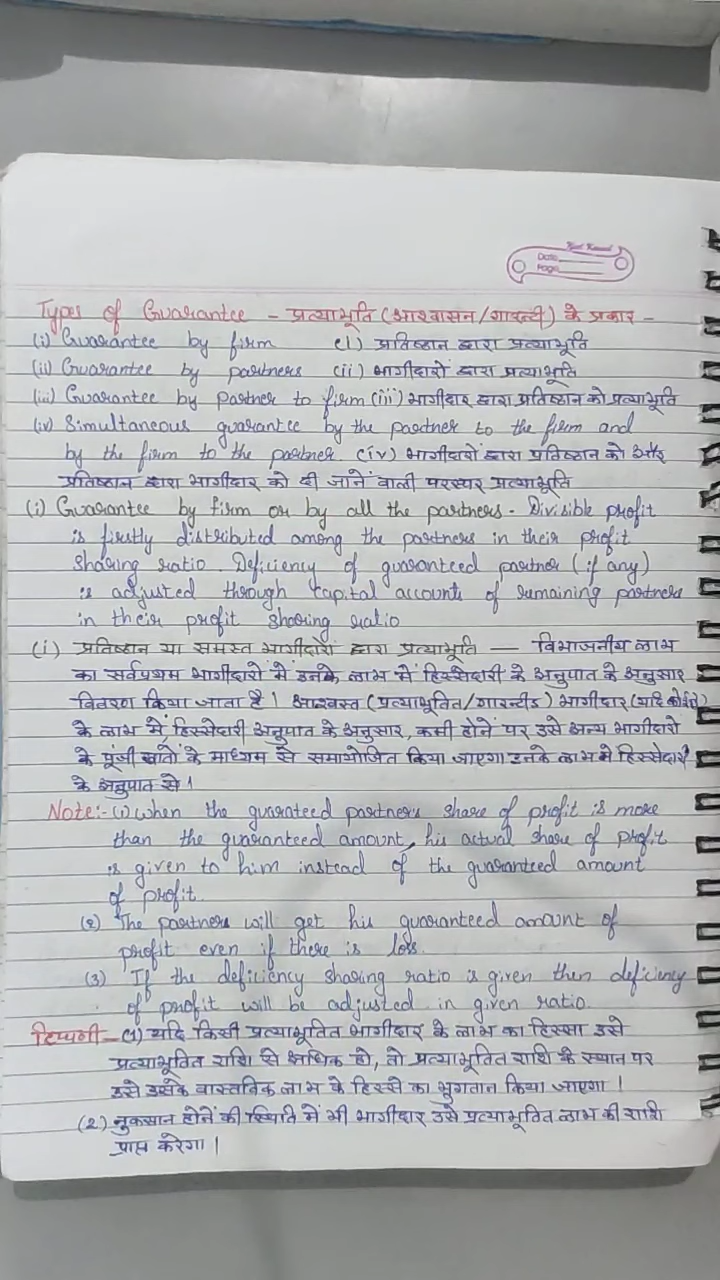 Date
Page
Types of Guarantee - प्रत्याभूति (आश्वासन/गारन्टी) के प्रकार -
(i) Guarantee by firm (i) प्रतिष्ठान द्वारा प्रत्याभूति
(ii) Guarantee by partners (ii) भागीदारों द्वारा प्रत्याभूति
(iii) Guarantee by Partner to firm (iii) भागीदार द्वारा प्रतिष्ठान को प्रत्याभूति
(iv) Simultaneous guarantee by the partner to the firm and
by the firm to the partner. (iv) भागीदारों द्वारा प्रतिष्ठान को और
प्रतिष्ठान द्वारा भागीदार को दी जाने वाली परस्पर प्रत्याभूति
(i) Guarantee by firm or by all the partners - Divisible profit
is firstly distributed among the partners in their profit
sharing ratio. Deficiency of guaranteed partner (if any)
is adjusted through capital accounts of remaining partners
in their profit sharing ratio
(i) प्रतिष्ठान या समस्त भागीदारों द्वारा प्रत्याभूति — विभाजनीय लाभ
का सर्वप्रथम भागीदारों में उनके लाभ में हिस्सेदारी के अनुपात के अनुसार
वितरण किया जाता है। आश्वस्त (प्रत्याभूतित/गारन्टीड) भागीदार (यदि कोई हो)
के लाभ में हिस्सेदारी अनुपात के अनुसार, कमी होने पर उसे अन्य भागीदारो
के पूंजी खातों के माध्यम से समायोजित किया जाएगा उनके लाभ मे हिस्सेदारी
के अनुपात से।
Note:- (1) When the guaranteed partners share of profit is more
than the guaranteed amount, his actual share of profit
is given to him instead of the guaranteed amount
of profit.
(2) The partners will get his guaranteed amount of
profit even if there is loss.
(3) If the deficiency sharing ratio is given then deficiency
of profit will be adjusted in given ratio.
टिप्पणी - (1) यदि किसी प्रत्याभूतित भागीदार के लाभ का हिस्सा उसे
प्रत्याभूतित राशि से अधिक हो, तो प्रत्याभूतित राशि के स्थान पर
उसे उसके वास्तविक लाभ के हिस्से का भुगतान किया जाएगा।
(2) नुकसान होने की स्थिति में भी भागीदार उसे प्रत्याभूतित लाभ की राशि
प्राप्त करेगा।